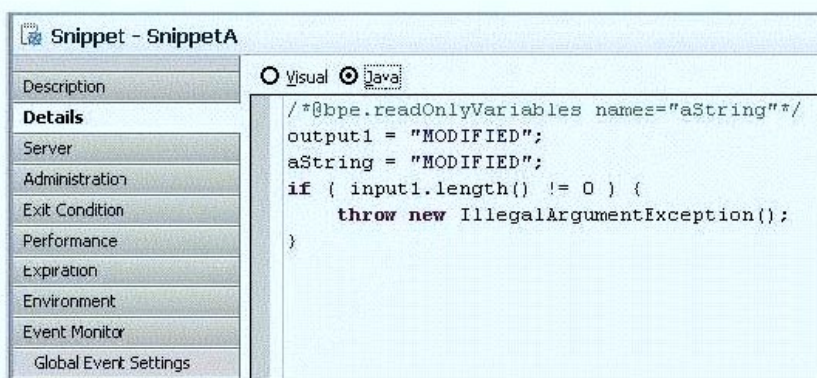 Snippet - SnippetA
Description
Details
Server
Administration
Exit Condition
Performance
Expiration
Environment
Event Monitor
Global Event Settings
Visual Java
/*@bpe.readOnlyVariables names="aString"*/
output1 = "MODIFIED";
aString = "MODIFIED";
if ( input1.length() != 0 ) {
throw new IllegalArgumentException();
}